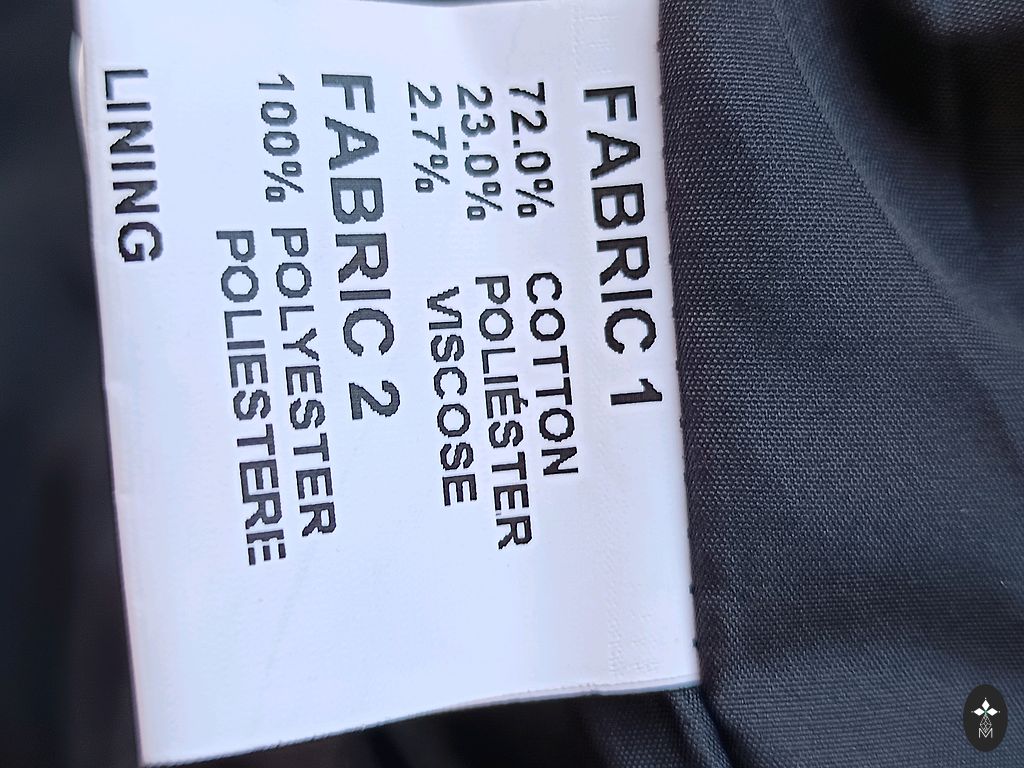 FABRIC 1
72.0% COTTON
23.0% POLIÉSTER
2.7% VISCOSE
FABRIC 2
100% POLYESTER
POLIESTERE
LINING
M